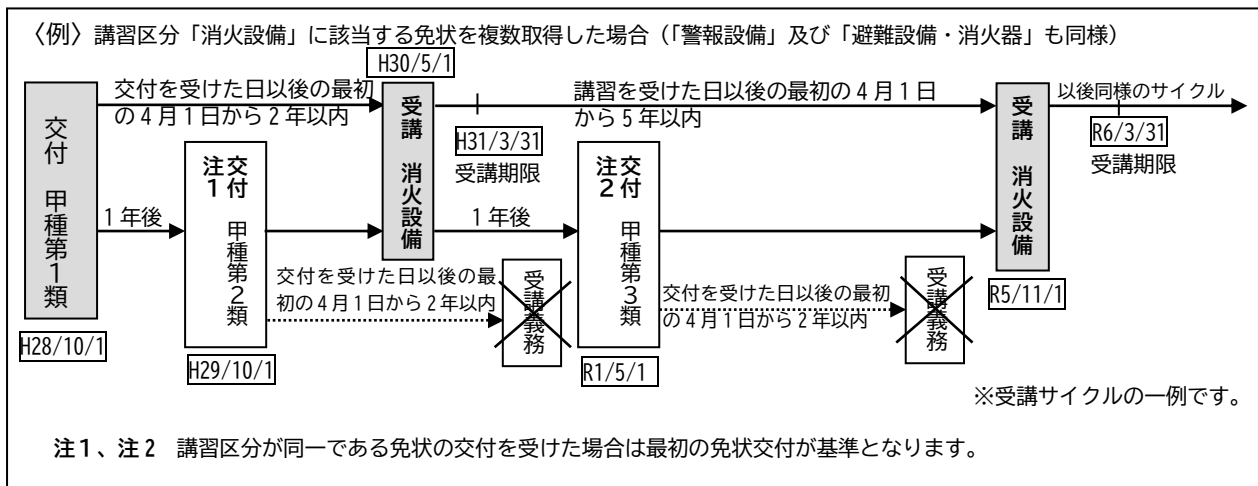 〈例〉講習区分「消火設備」に該当する免状を複数取得した場合(「警報設備」及び「避難設備・消火器」も同様)
H30/5/1
交付を受けた日以後の最初
の4月1日から2年以内
講習を受けた日以後の最初の4月1日
から5年以内
以後同様のサイクル
交付 甲種第1類
受講 消火設備
H31/3/31
受講期限
受講 消火設備
R6/3/31
受講期限
1年後
注1
交付 甲種第2類
1年後
注2
交付 甲種第3類
交付を受けた日以後の最
初の4月1日から2年以内
受講義務
交付を受けた日以後の最初
の4月1日から2年以内
受講義務
R5/11/1
H28/10/1
H29/10/1
R1/5/1
※受講サイクルの一例です。
注1、注2 講習区分が同一である免状の交付を受けた場合は最初の免状交付が基準となります。